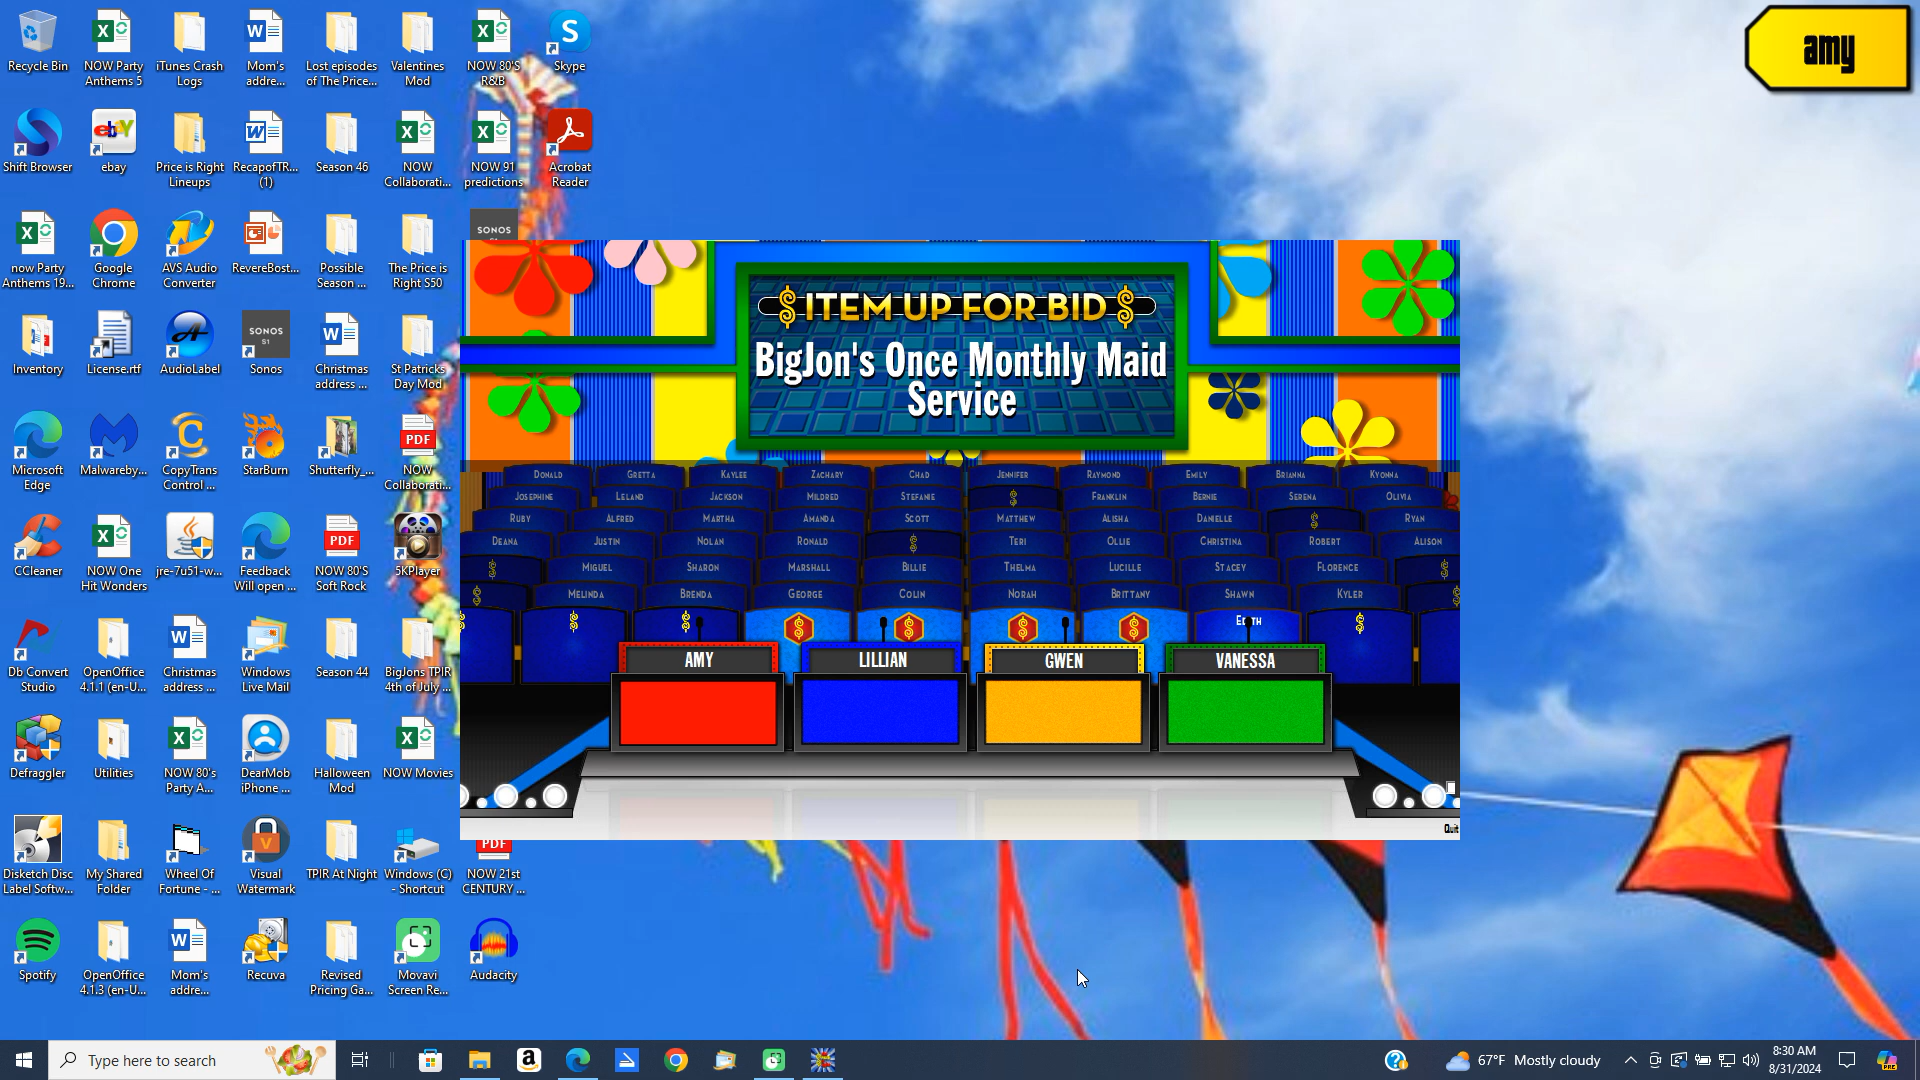 Recycle Bin
NOW Party
Anthems 5
iTunes Crash
Logs
Mom's
addre...
Lost episodes
of The Price...
Valentines
Mod
NOW 80'S
R&B
Skype
Shift Browser
ebay
Price is Right
Lineups
RecapofTR...
(1)
Season 46
NOW
Collaborati...
NOW 91
predictions
Acrobat
Reader
now Party
Anthems 19...
Google
Chrome
AVS Audio
Converter
RevereBost...
Possible
Season ...
The Price is
Right S50
SONOS
Inventory
License.rtf
AudioLabel
SONOS
S1
Sonos
Christmas
address ...
St Patricks
Day Mod
Microsoft
Edge
Malwareby...
CopyTrans
Control ...
StarBurn
Shutterfly_...
PDF
NOW
Collaborati...
CCleaner
NOW One
Hit Wonders
jre-7u51-w...
Feedback
Will open ...
PDF
NOW 80'S
Soft Rock
5KPlayer
Db Convert
Studio
OpenOffice
4.1.1 (en-U...
Christmas
address ...
Windows
Live Mail
Season 44
BigJons TPIR
4th of July ...
Defraggler
Utilities
NOW 80's
Party A...
DearMob
iPhone ...
Halloween
Mod
NOW Movies
Disketch Disc
Label Softw...
My Shared
Folder
Wheel Of
Fortune - ...
Visual
Watermark
TPIR At Night
Windows (C)
- Shortcut
PDF
NOW 21st
CENTURY ...
Spotify
OpenOffice
4.1.3 (en-U...
Mom's
addre...
Recuva
Revised
Pricing Ga...
Movavi
Screen Re...
Audacity
amy
$ ITEM UP FOR BID $
BigJon's Once Monthly Maid
Service
DONALD GRETTA KAYLEE ZACHARY CHAD JENNIFER RAYMOND EMILY BRIANNA KYONNA
JOSEPHINE LELAND JACKSON MILDRED STEFANIE $ FRANKLIN BERNIE SERENA OLIVIA
RUBY ALFRED MARTHA AMANDA SCOTT MATTHEW ALISHA DANIELLE $ RYAN
DEANA JUSTIN NOLAN RONALD $ TERI OLLIE CHRISTINA ROBERT ALISON
$ MIGUEL SHARON MARSHALL BILLIE THELMA LUCILLE STACEY FLORENCE $
$ MELINDA BRENDA GEORGE COLIN NORAH BRITTANY SHAWN KYLER $
$ $ $ $ $ $ $ EDITH $
AMY LILLIAN GWEN VANESSA
Quit
Type here to search
67°F Mostly cloudy
8:30 AM
8/31/2024
PRE